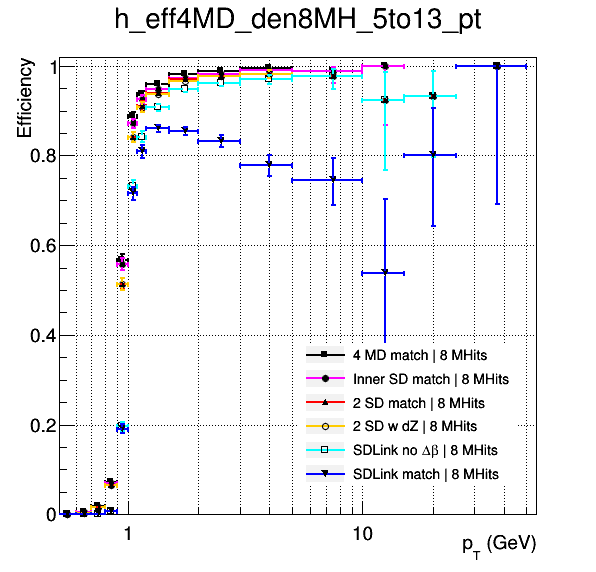 h_eff4MD_den8MH_5to13_pt
Efficiency
1
0.8
0.6
0.4
0.2
0
4 MD match | 8 MHits
Inner SD match | 8 MHits
2 SD match | 8 MHits
2 SD w dZ | 8 MHits
SDLink no Δβ | 8 MHits
SDLink match | 8 MHits
1
10
p_T (GeV)